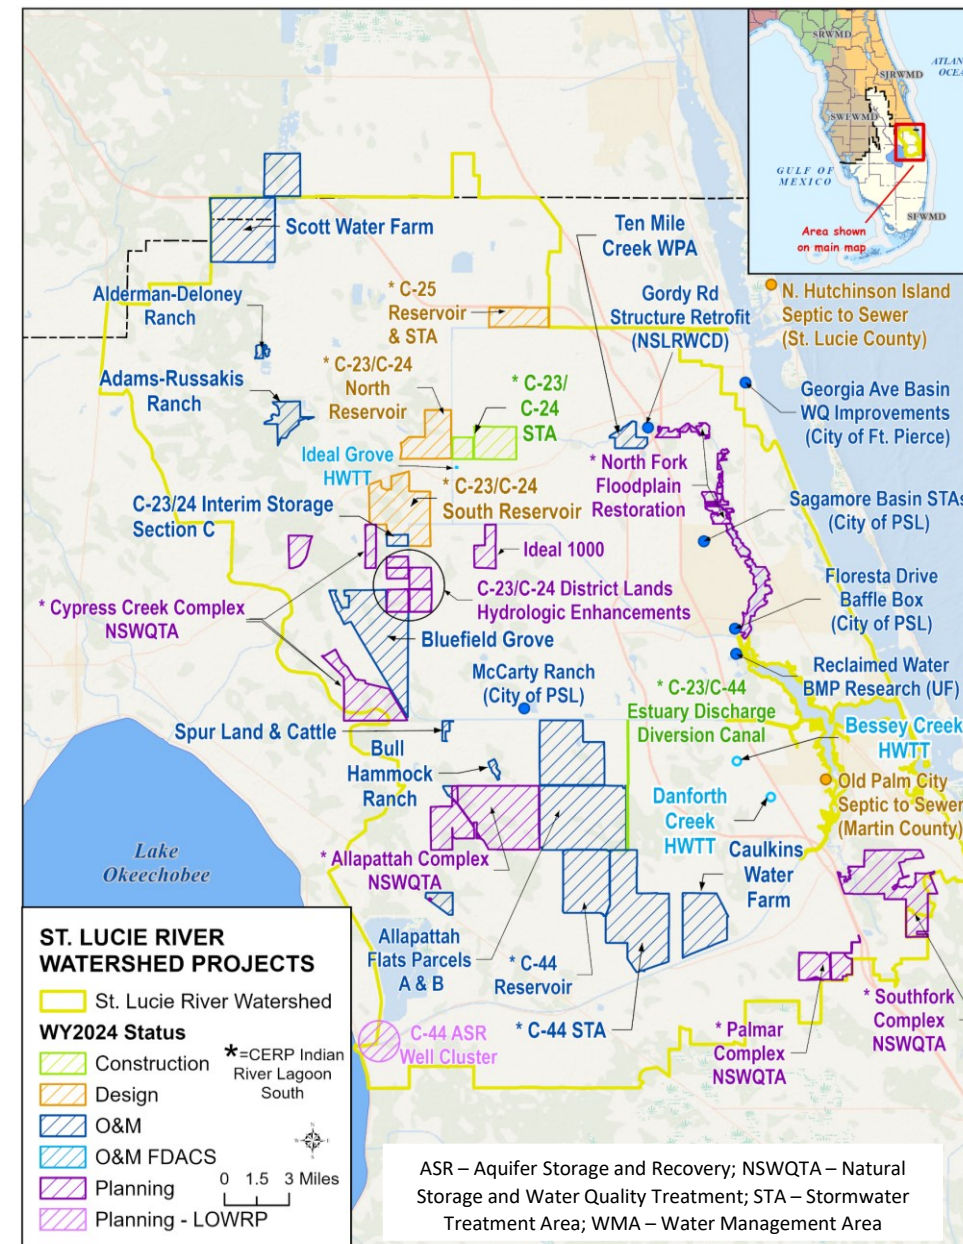 SRWMD
SJRWMD
SWFWMD
SFWMD
ATLAN
OCEA
GULF OF
MEXICO
Area shown
on main map
Scott Water Farm
Ten Mile
Creek WPA
Alderman-Deloney
Ranch
* C-25
Reservoir
& STA
Gordy Rd
Structure Retrofit
(NSLRWCD)
N. Hutchinson Island
Septic to Sewer
(St. Lucie County)
Adams-Russakis
Ranch
* C-23/C-24
North
Reservoir
* C-23/
C-24
STA
Georgia Ave Basin
WQ Improvements
(City of Ft. Pierce)
Ideal Grove
HWTT
* North Fork
Floodplain
Restoration
C-23/24 Interim Storage
Section C
* C-23/C-24
South Reservoir
Sagamore Basin STAs
(City of PSL)
Ideal 1000
* Cypress Creek Complex
NSWQTA
C-23/C-24 District Lands
Hydrologic Enhancements
Floresta Drive
Baffle Box
(City of PSL)
Bluefield Grove
McCarty Ranch
(City of PSL)
Reclaimed Water
BMP Research (UF)
* C-23/C-44
Estuary Discharge
Diversion Canal
Spur Land & Cattle
Bessey Creek
HWTT
Bull
Hammock
Ranch
Old Palm City
Septic to Sewer
(Martin County)
Danforth
Creek
HWTT
Lake
Okeechobee
* Allapattah Complex
NSWQTA
Caulkins
Water
Farm
Allapattah
Flats Parcels
A & B
* C-44
Reservoir
* C-44 STA
* Palmar
Complex
NSWQTA
* Southfork
Complex
NSWQTA
C-44 ASR
Well Cluster
ST. LUCIE RIVER
WATERSHED PROJECTS
St. Lucie River Watershed
WY2024 Status
Construction
Design
O&M
O&M FDACS
Planning
Planning - LOWRP
*=CERP Indian
River Lagoon
South
0 1.5 3 Miles
ASR – Aquifer Storage and Recovery; NSWQTA – Natural
Storage and Water Quality Treatment; STA – Stormwater
Treatment Area; WMA – Water Management Area